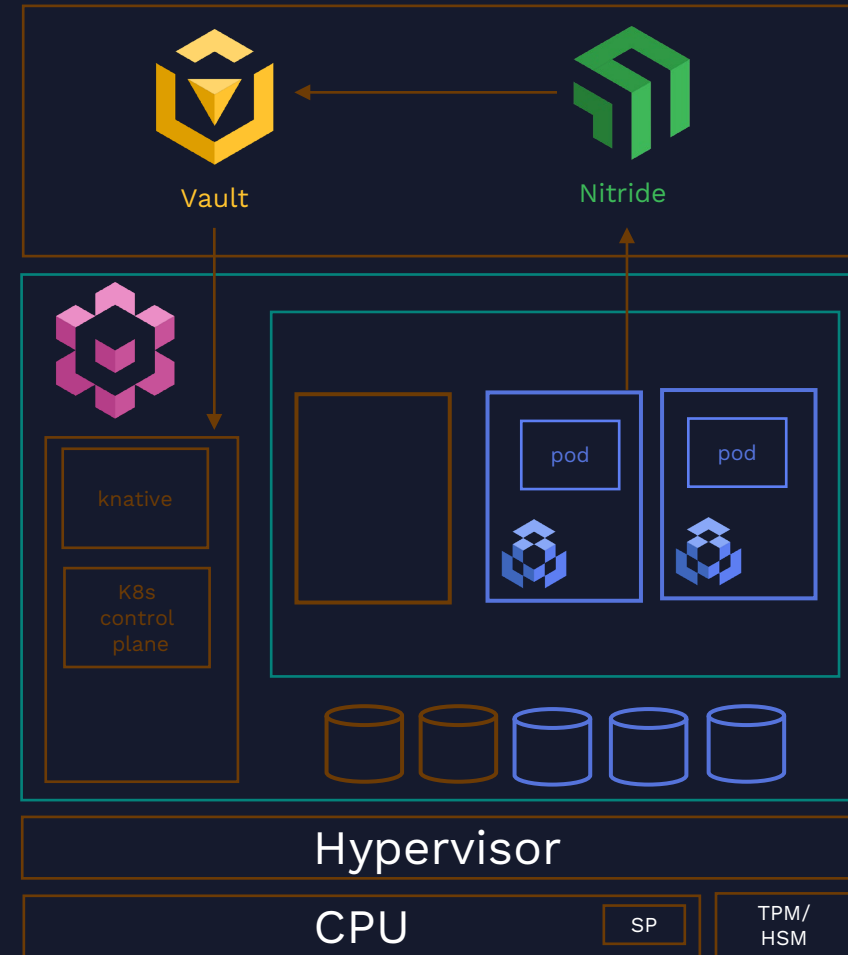 Vault
Nitride
knative
K8s
control
plane
pod
pod
Hypervisor
CPU
SP
TPM/
HSM